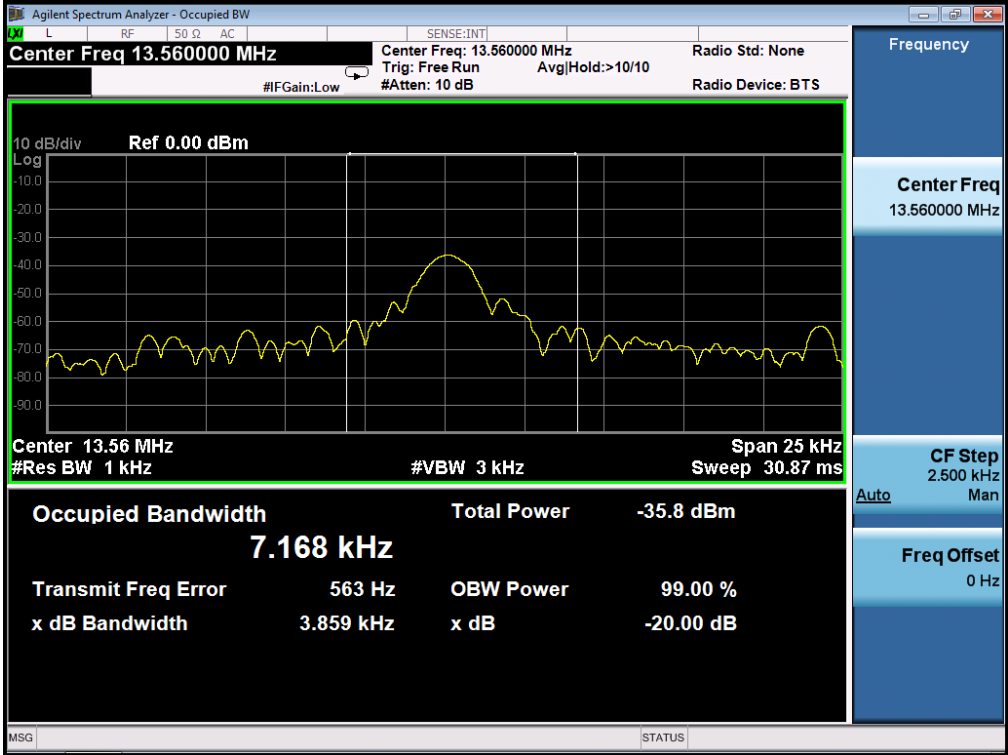 Agilent Spectrum Analyzer - Occupied BW
LXI L RF 50 Ω AC SENSE:INT
Center Freq 13.560000 MHz
Center Freq: 13.560000 MHz Radio Std: None
Trig: Free Run Avg|Hold:>10/10
#IFGain:Low #Atten: 10 dB Radio Device: BTS
10 dB/div Ref 0.00 dBm
Log
-10.0
-20.0
-30.0
-40.0
-50.0
-60.0
-70.0
-80.0
-90.0
Center 13.56 MHz Span 25 kHz
#Res BW 1 kHz #VBW 3 kHz Sweep 30.87 ms
Occupied Bandwidth Total Power -35.8 dBm
7.168 kHz
Transmit Freq Error 563 Hz OBW Power 99.00 %
x dB Bandwidth 3.859 kHz x dB -20.00 dB
MSG STATUS
Frequency
Center Freq
13.560000 MHz
CF Step
2.500 kHz
Auto Man
Freq Offset
0 Hz